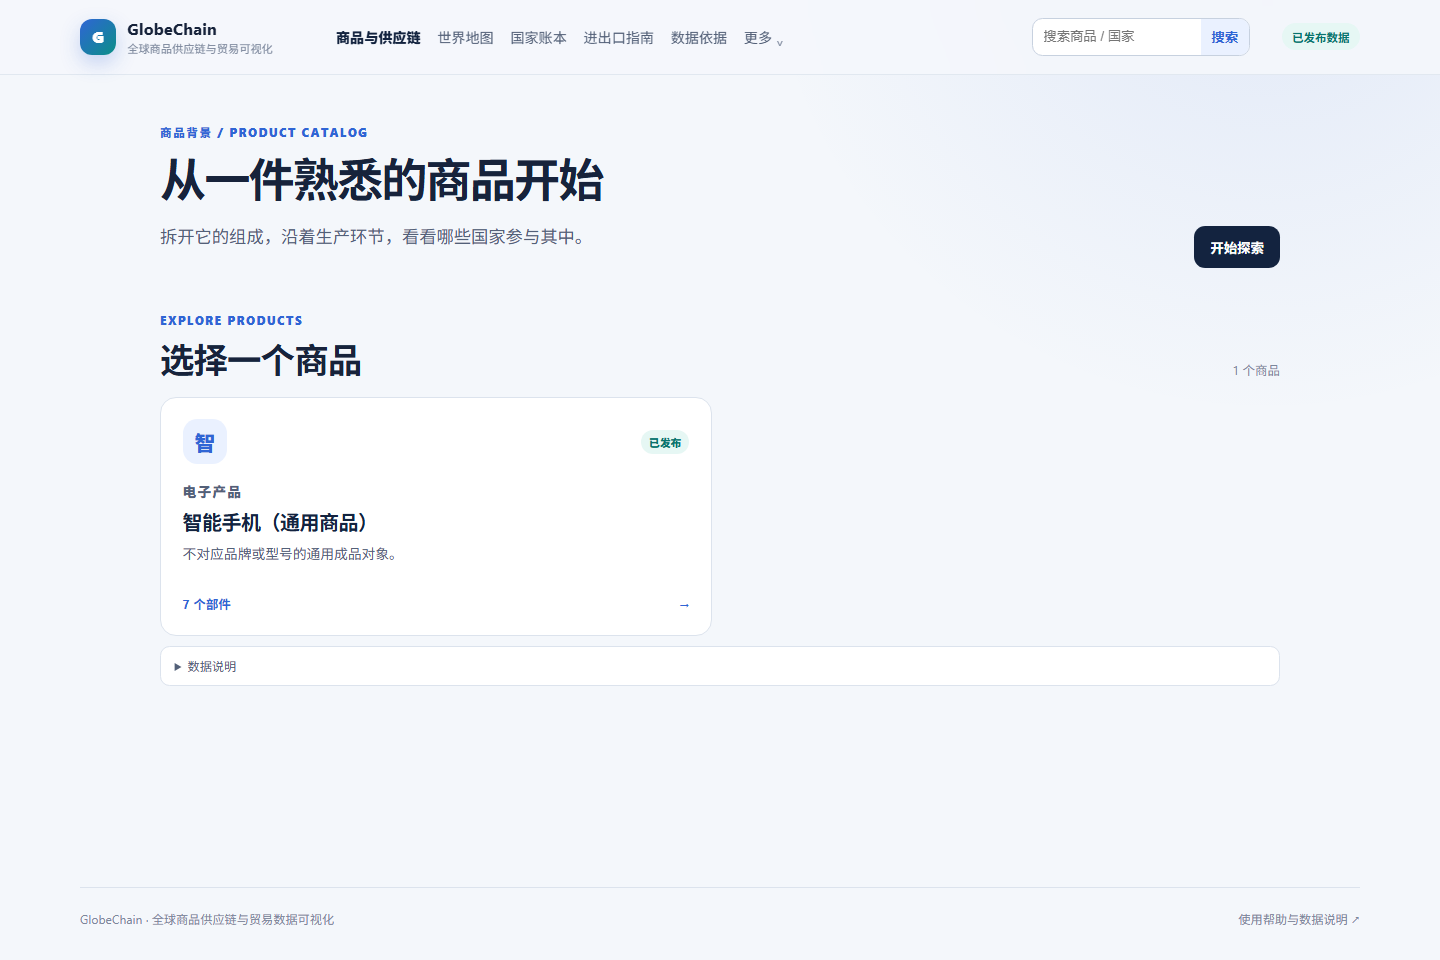 G
GlobeChain
全球商品供应链与贸易可视化
商品与供应链 世界地图 国家账本 进出口指南 数据依据 更多
搜索商品 / 国家 搜索
已发布数据
商品背景 / PRODUCT CATALOG
从一件熟悉的商品开始
拆开它的组成，沿着生产环节，看看哪些国家参与其中。
开始探索
EXPLORE PRODUCTS
选择一个商品
1 个商品
智
已发布
电子产品
智能手机（通用商品）
不对应品牌或型号的通用成品对象。
7 个部件 →
▶ 数据说明
GlobeChain · 全球商品供应链与贸易数据可视化
使用帮助与数据说明 ↗